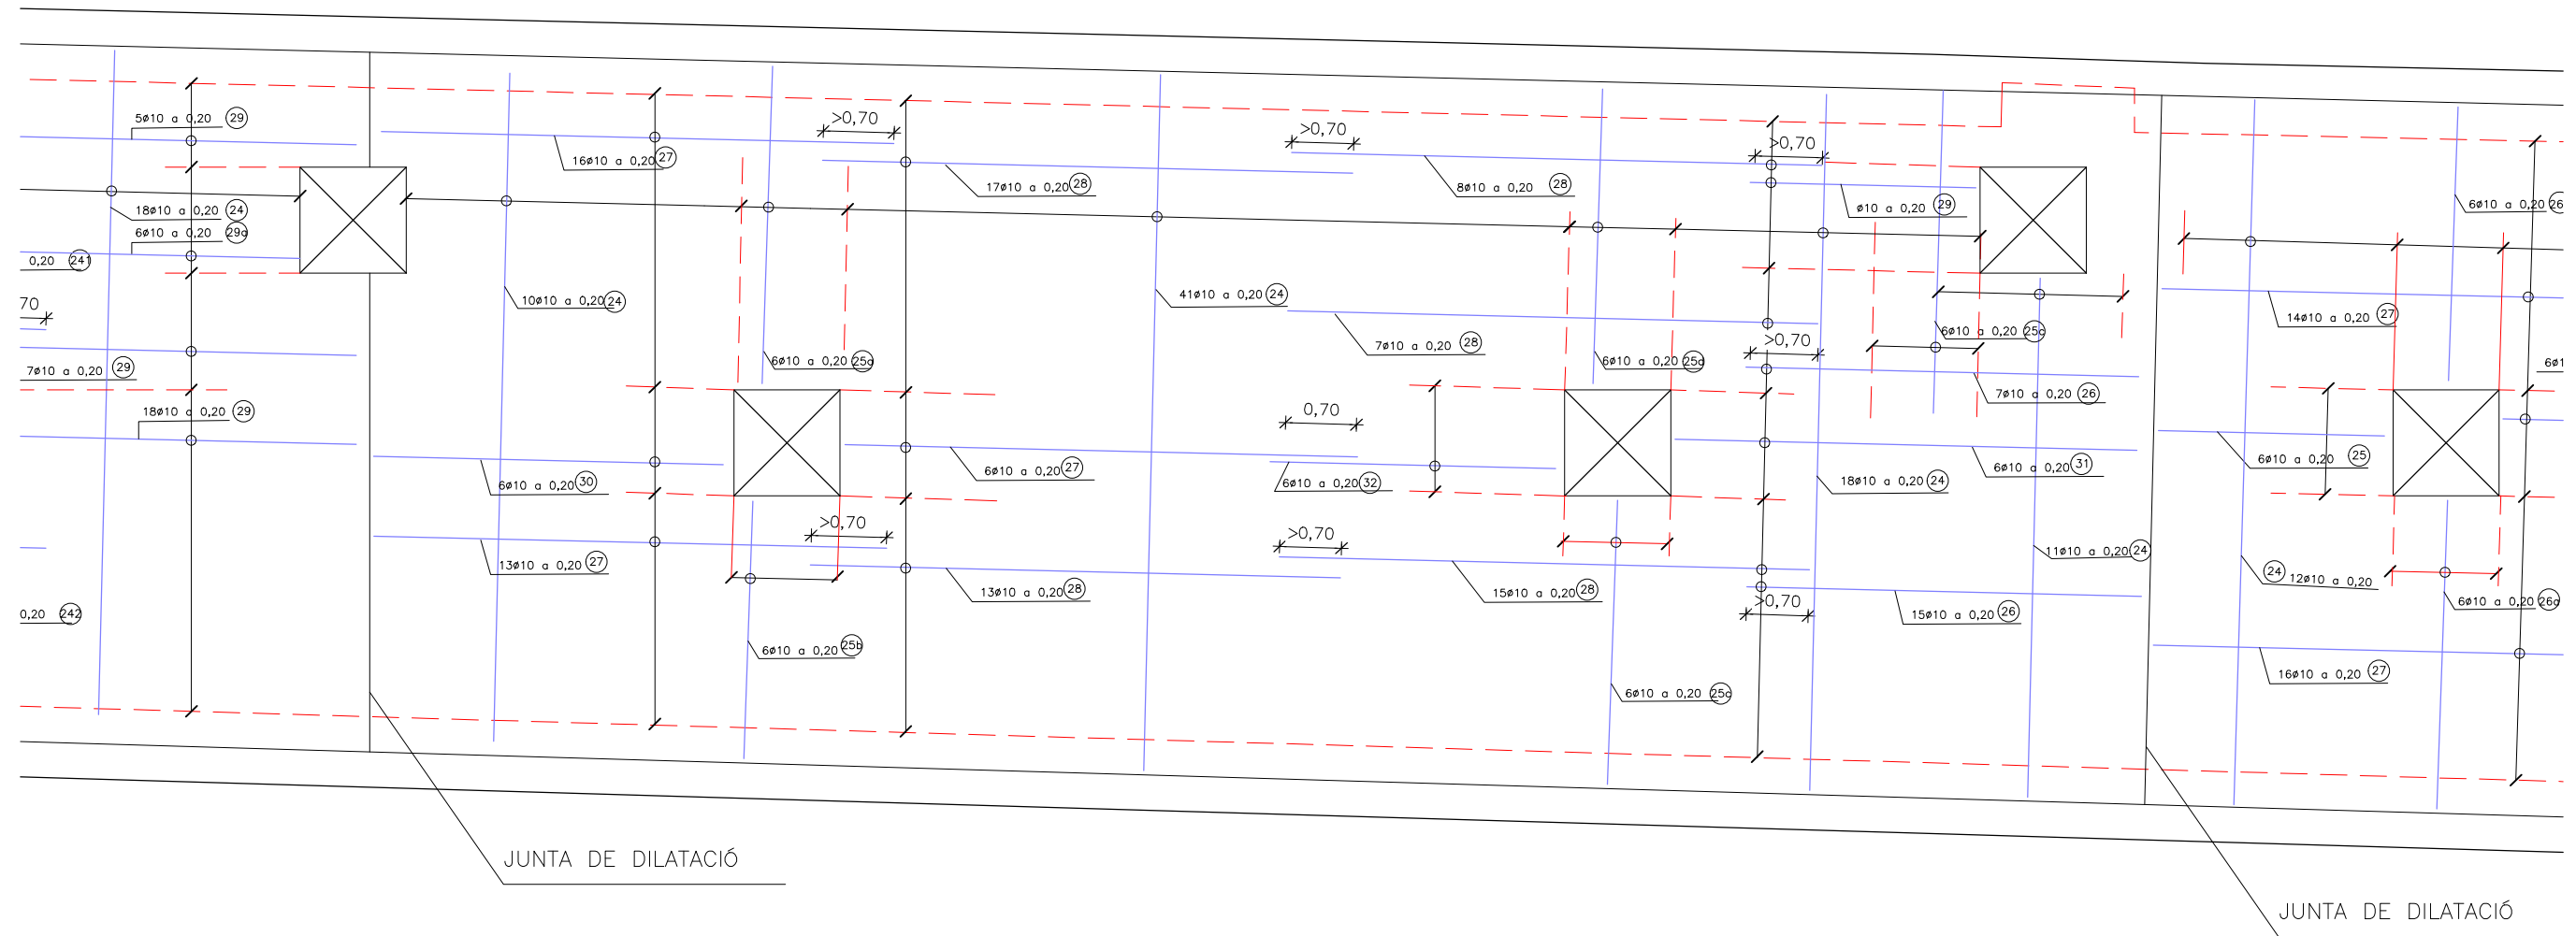 5ø10 a 0,20 29
>0,70
>0,70
>0,70
16ø10 a 0,20 27
17ø10 a 0,20 28
8ø10 a 0,20 28
ø10 a 0,20 29
6ø10 a 0,20 26
18ø10 a 0,20 24
6ø10 a 0,20 29a
0,20 241
70
10ø10 a 0,20 24
41ø10 a 0,20 24
7ø10 a 0,20 28
>0,70
6ø10 a 0,20 25a
14ø10 a 0,20 27
7ø10 a 0,20 29
6ø10 a 0,20 25a
6ø10 a 0,20 25a
7ø10 a 0,20 26
6ø1
18ø10 a 0,20 29
0,70
6ø10 a 0,20 30
6ø10 a 0,20 27
6ø10 a 0,20 32
18ø10 a 0,20 24
6ø10 a 0,20 31
6ø10 a 0,20 25
>0,70
>0,70
13ø10 a 0,20 27
13ø10 a 0,20 28
15ø10 a 0,20 28
>0,70
11ø10 a 0,20 24
24 12ø10 a 0,20
15ø10 a 0,20 26
6ø10 a 0,20 26a
0,20 242
6ø10 a 0,20 25b
6ø10 a 0,20 25c
16ø10 a 0,20 27
JUNTA DE DILATACIÓ
JUNTA DE DILATACIÓ